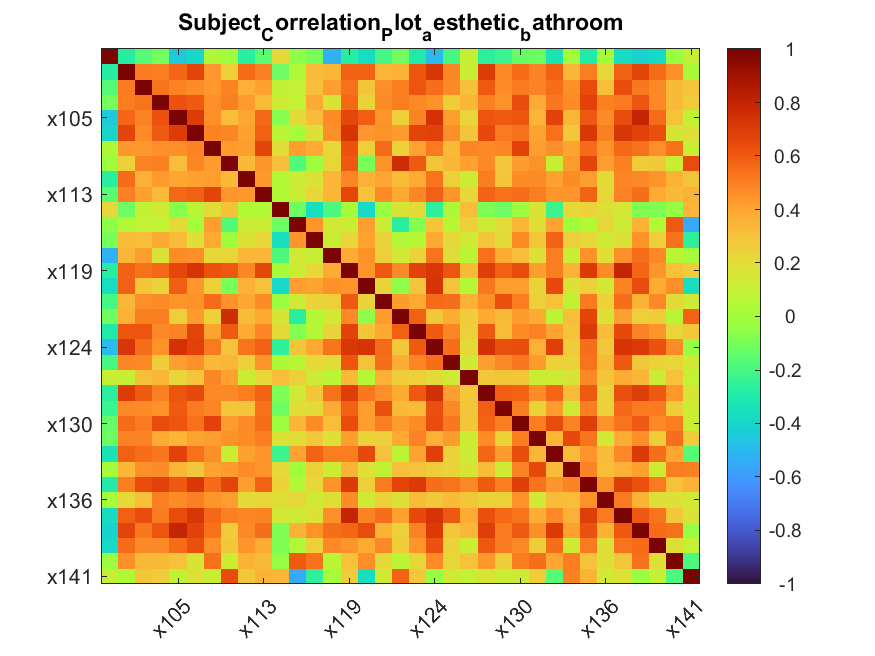 Subject_Correlation_Plot_aesthetic_bathroom
x105
x113
x119
x124
x130
x136
x141
x105
x113
x119
x124
x130
x136
x141
1
0.8
0.6
0.4
0.2
0
-0.2
-0.4
-0.6
-0.8
-1